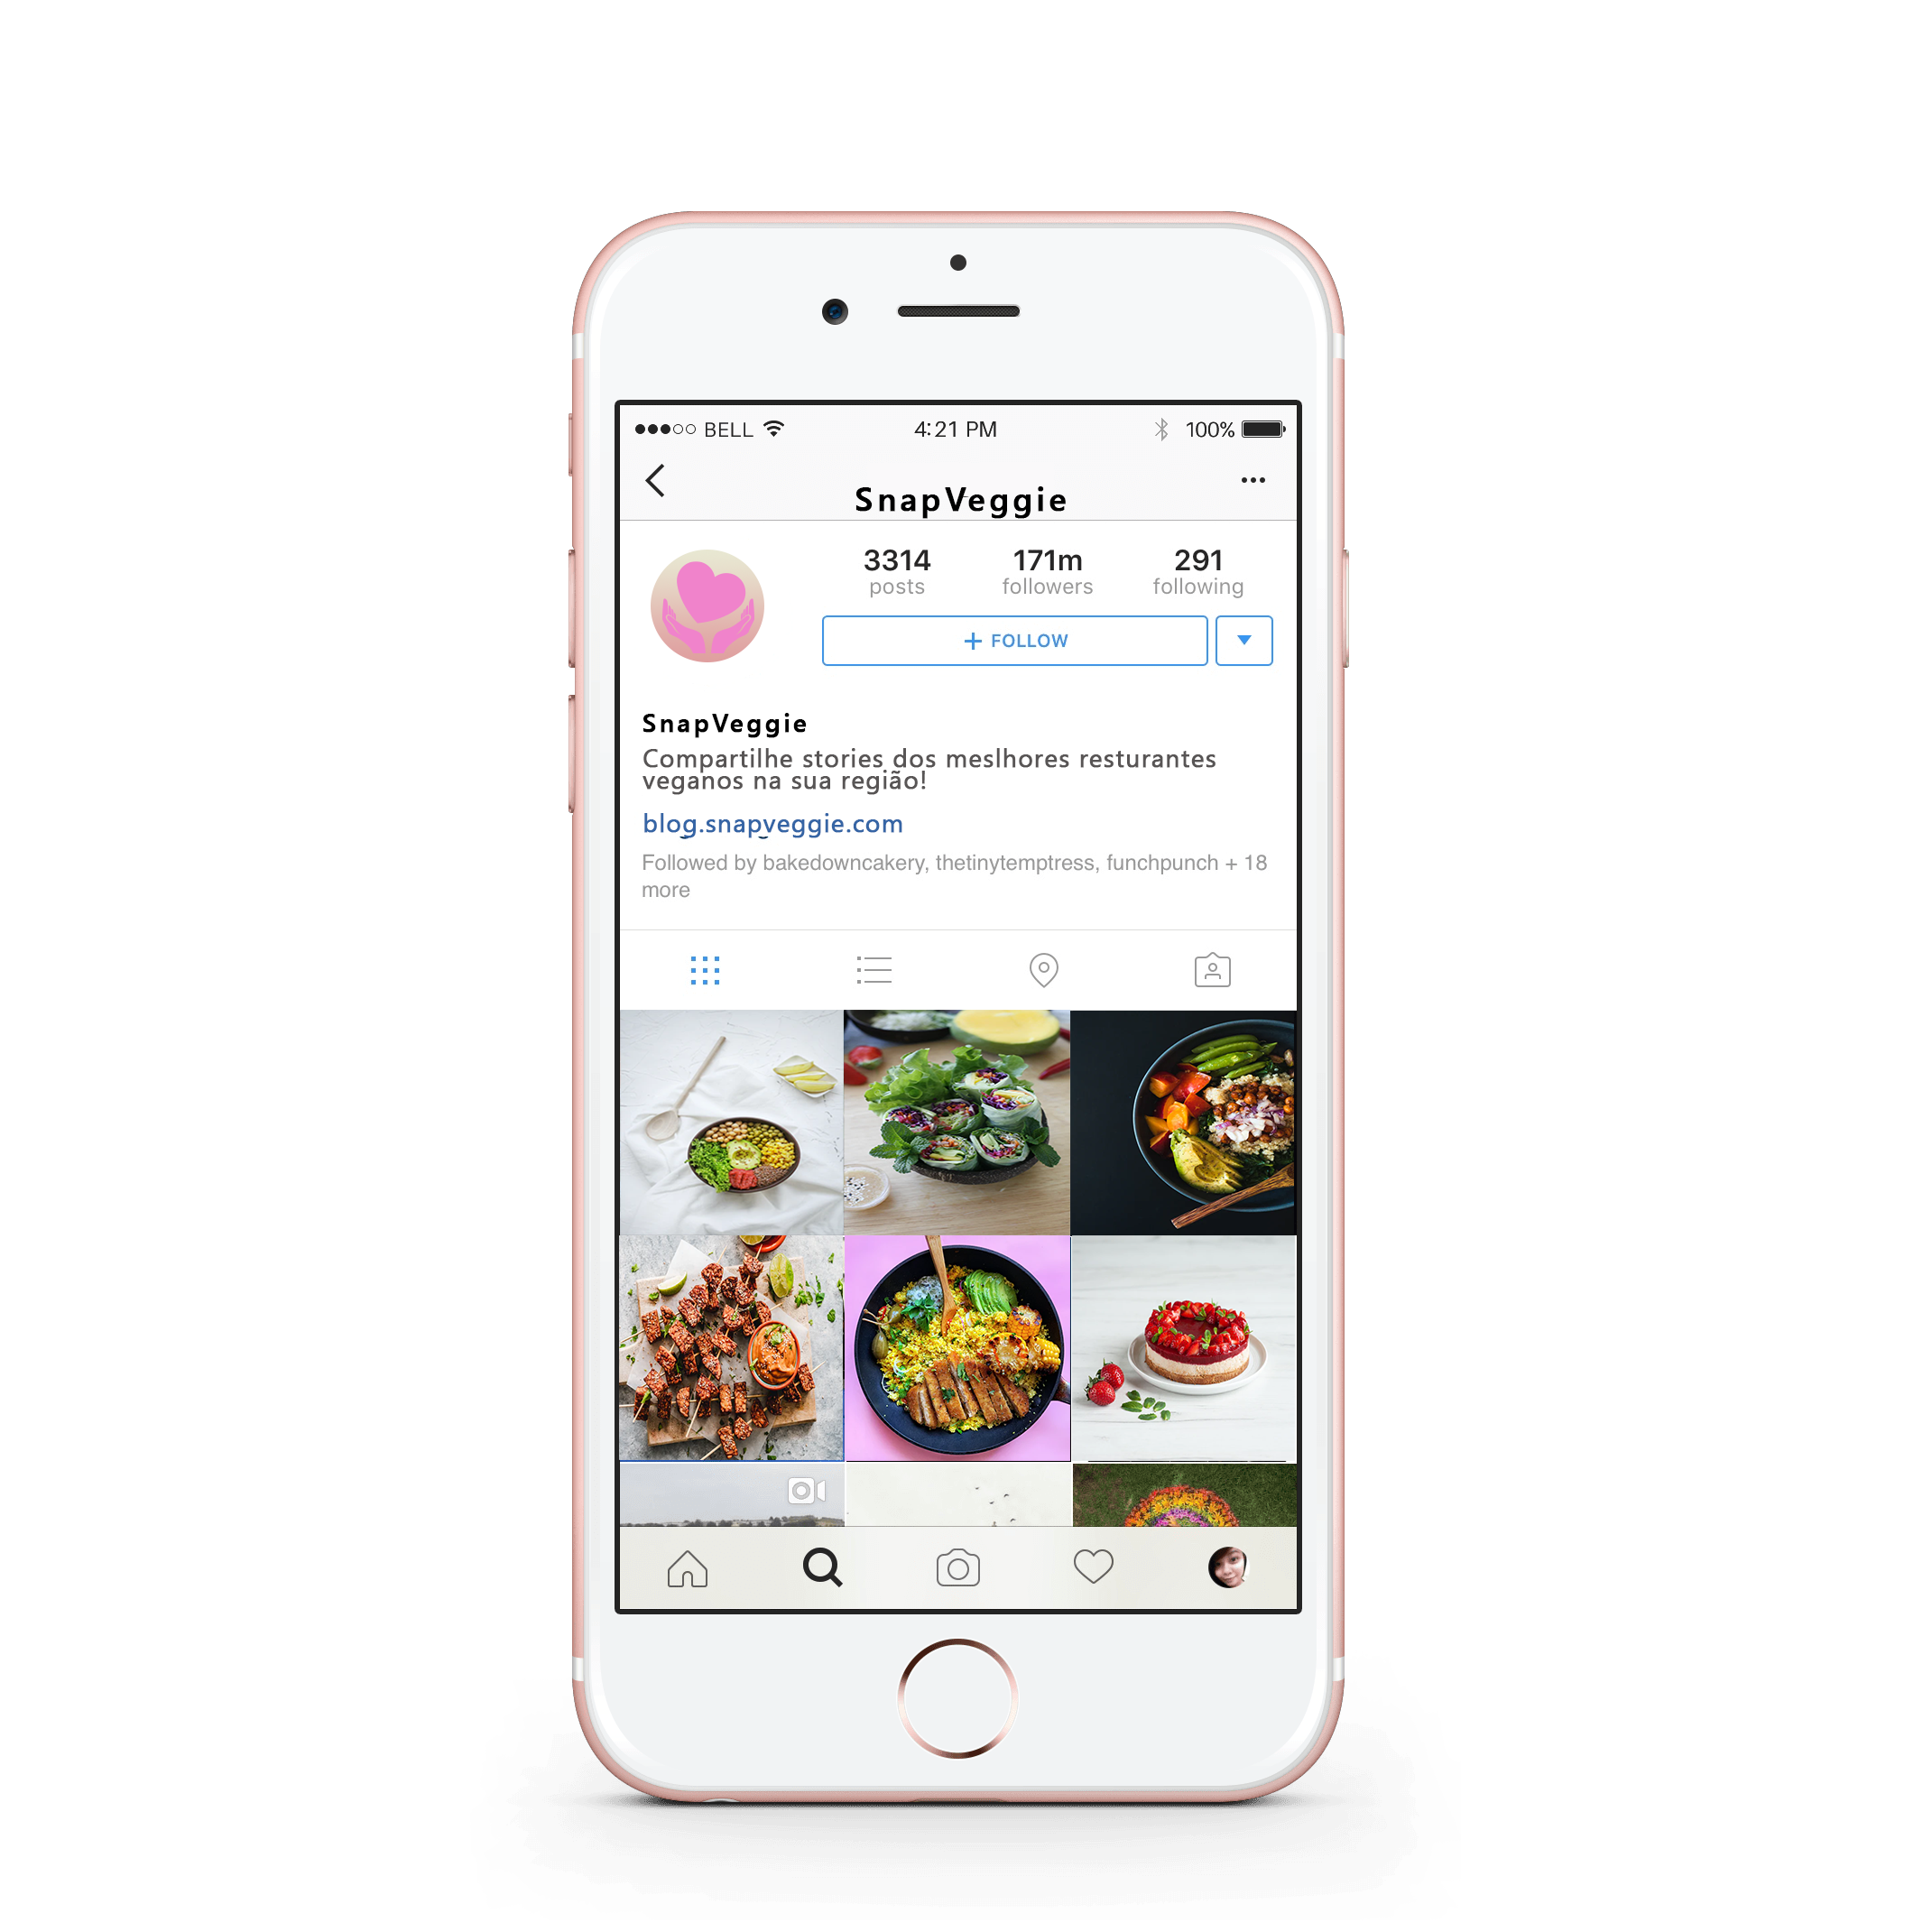 BELL 4:21 PM 100%
SnapVeggie
3314 171m 291
posts followers following
+ FOLLOW
SnapVeggie
Compartilhe stories dos meslhores resturantes
veganos na sua região!
blog.snapveggie.com
Followed by bakedowncakery, thetinytemptress, funchpunch + 18
more